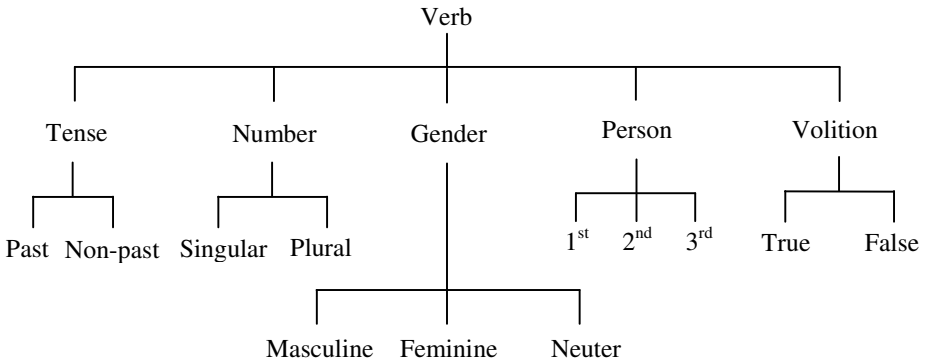 Verb
Tense Number Gender Person Volition
Past Non-past Singular Plural 1st 2nd 3rd True False
Masculine Feminine Neuter